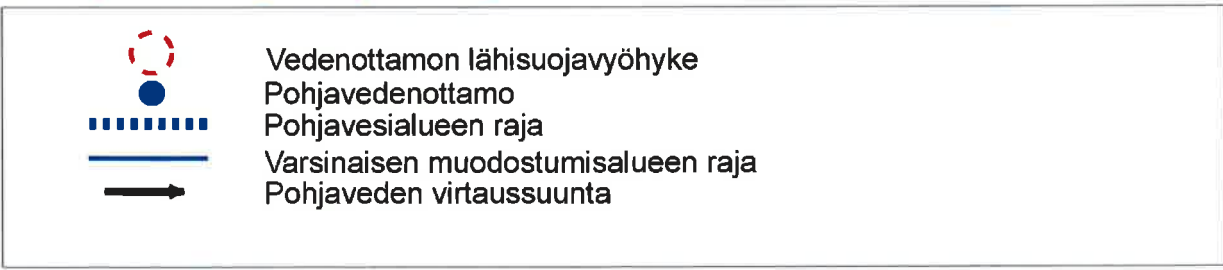 Vedenottamon lähisuojavyöhyke
Pohjavedenottamo
Pohjavesialueen raja
Varsinaisen muodostumisalueen raja
Pohjaveden virtaussuunta